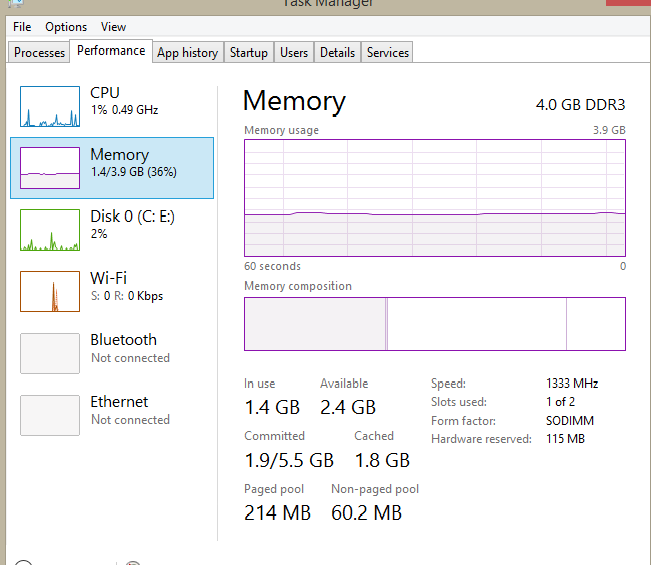 Task Manager
File Options View
Processes Performance App history Startup Users Details Services
CPU
1% 0.49 GHz
Memory
1.4/3.9 GB (36%)
Disk 0 (C: E:)
2%
Wi-Fi
S: 0 R: 0 Kbps
Bluetooth
Not connected
Ethernet
Not connected
Memory 4.0 GB DDR3
Memory usage 3.9 GB
60 seconds 0
Memory composition
In use Available
1.4 GB 2.4 GB
Committed Cached
1.9/5.5 GB 1.8 GB
Paged pool Non-paged pool
214 MB 60.2 MB
Speed: 1333 MHz
Slots used: 1 of 2
Form factor: SODIMM
Hardware reserved: 115 MB